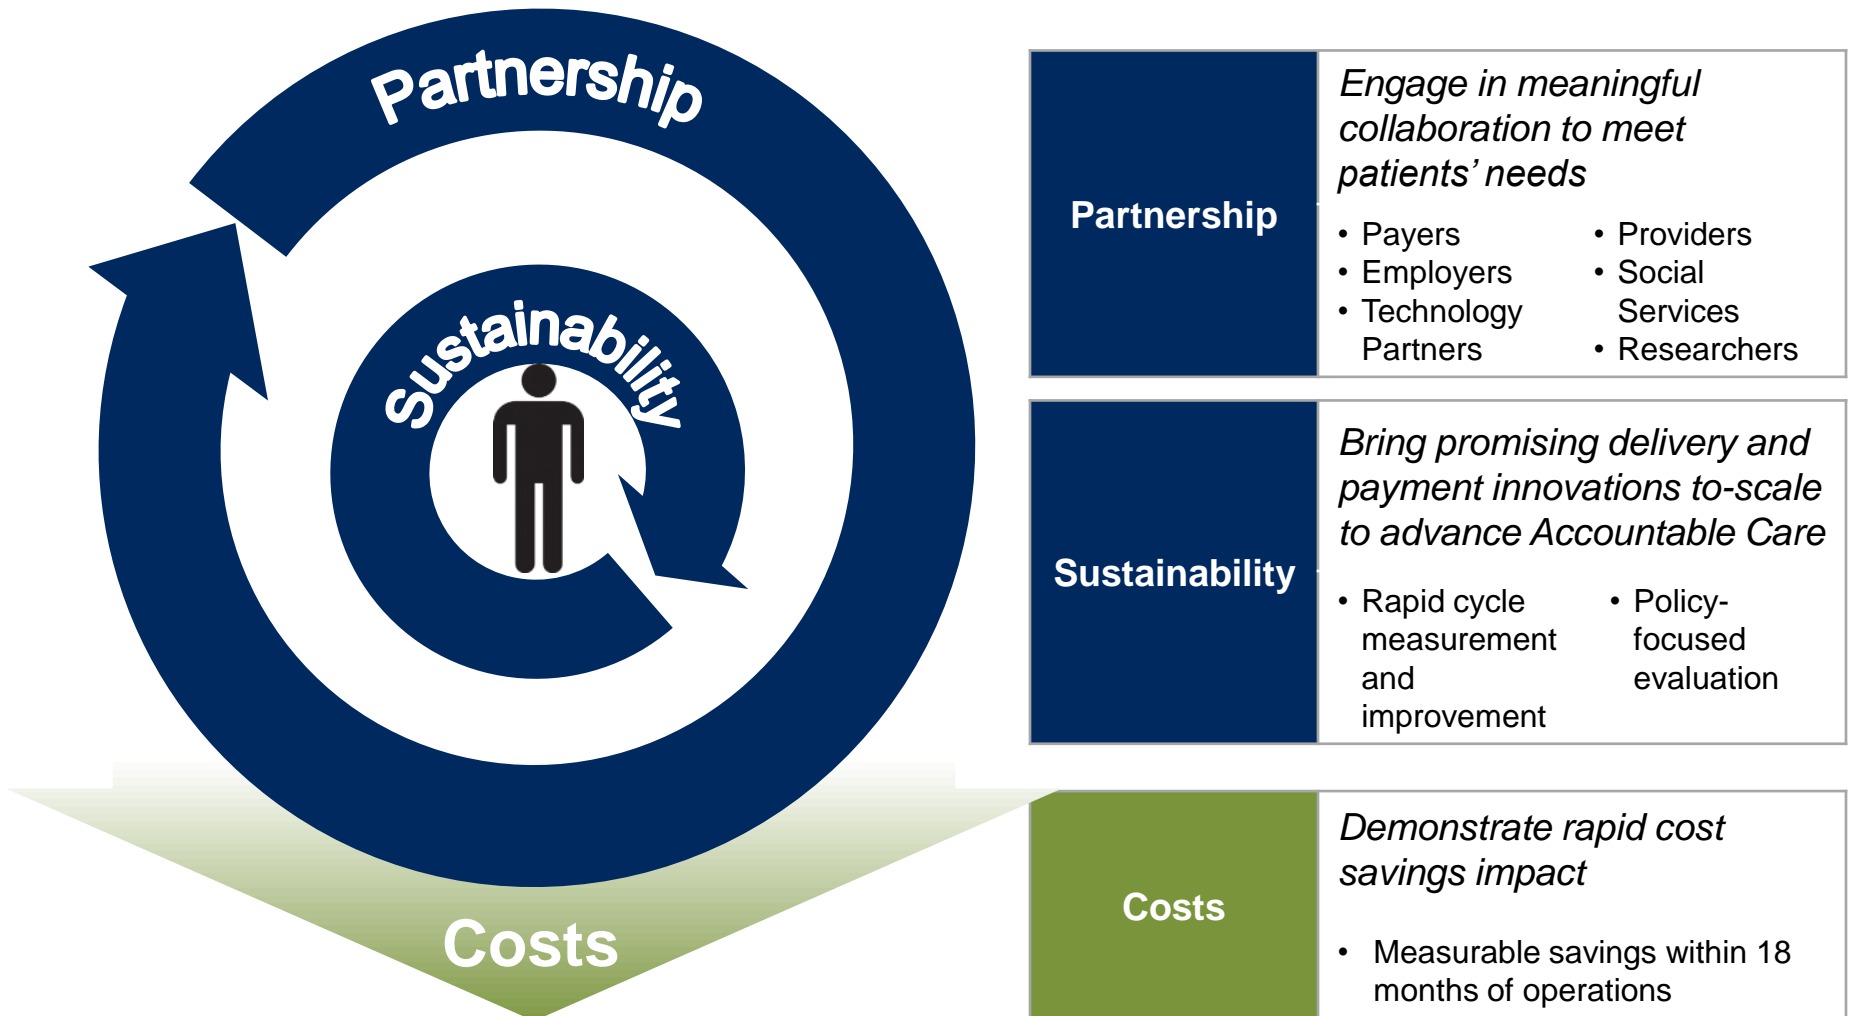 Partnership
Sustainability
Costs
Partnership
Engage in meaningful
collaboration to meet
patients’ needs
• Payers
• Employers
• Technology
Partners
• Providers
• Social
Services
• Researchers
Sustainability
Bring promising delivery and
payment innovations to-scale
to advance Accountable Care
• Rapid cycle
measurement
and
improvement
• Policy-
focused
evaluation
Costs
Demonstrate rapid cost
savings impact
• Measurable savings within 18
months of operations